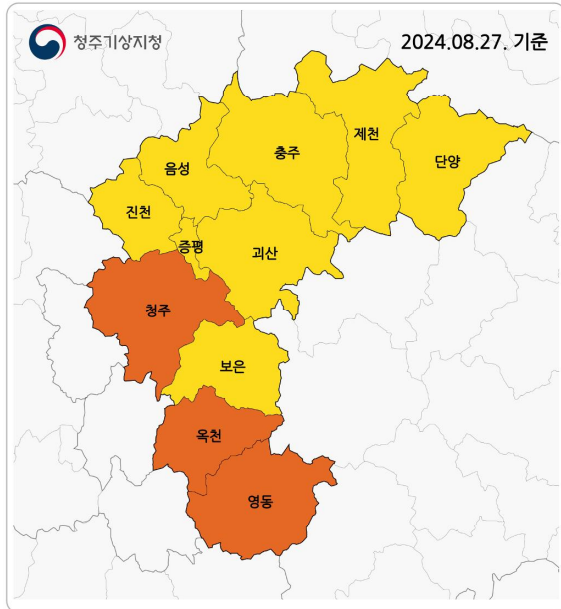 청주기상지청
2024.08.27. 기준
충주
제천
단양
음성
진천
증평
괴산
청주
보은
옥천
영동